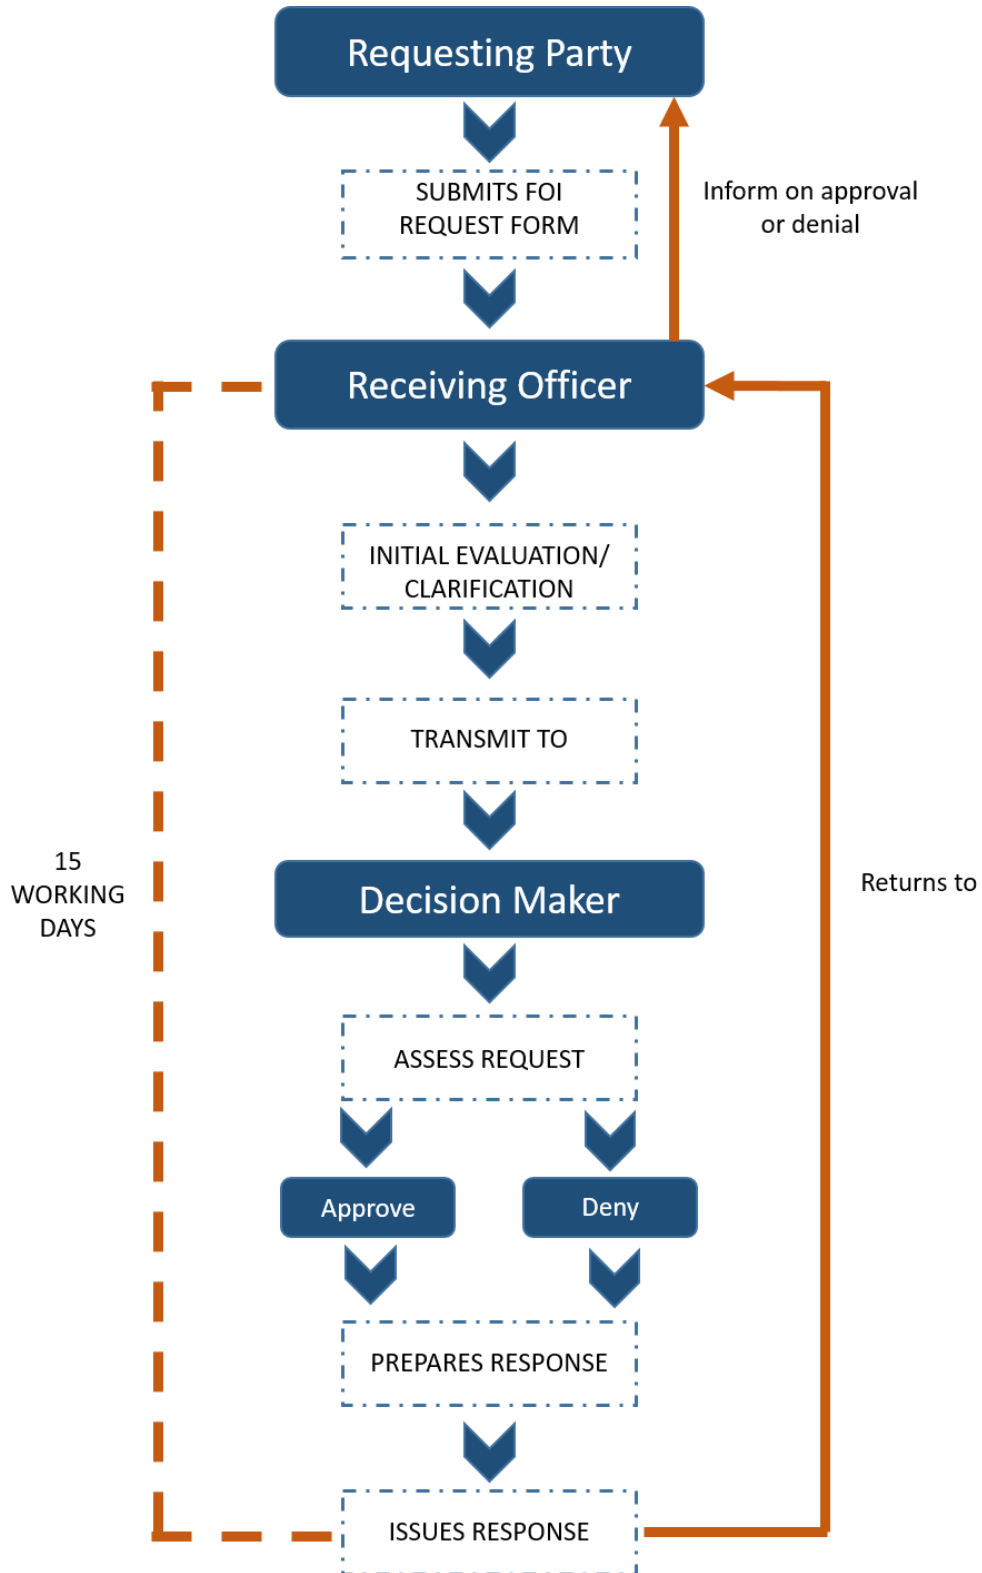 Requesting Party
SUBMITS FOI
REQUEST FORM
Inform on approval
or denial
Receiving Officer
INITIAL EVALUATION/
CLARIFICATION
TRANSMIT TO
15
WORKING
DAYS
Decision Maker
Returns to
ASSESS REQUEST
Approve
Deny
PREPARES RESPONSE
ISSUES RESPONSE